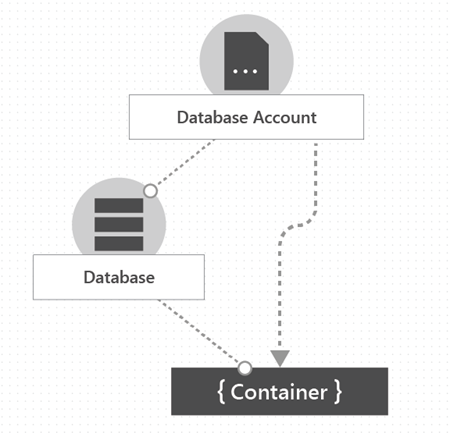 Database Account
Database
{ Container }